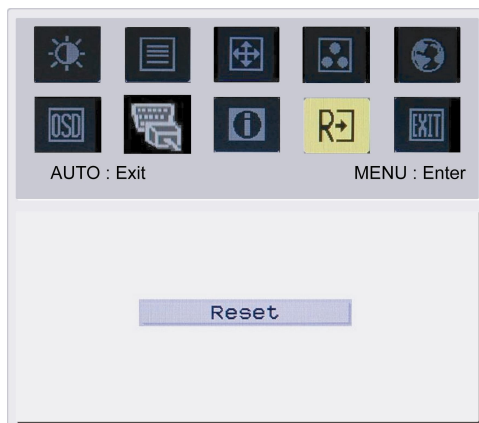 OSD
R
EXIT
AUTO : Exit
MENU : Enter
Reset